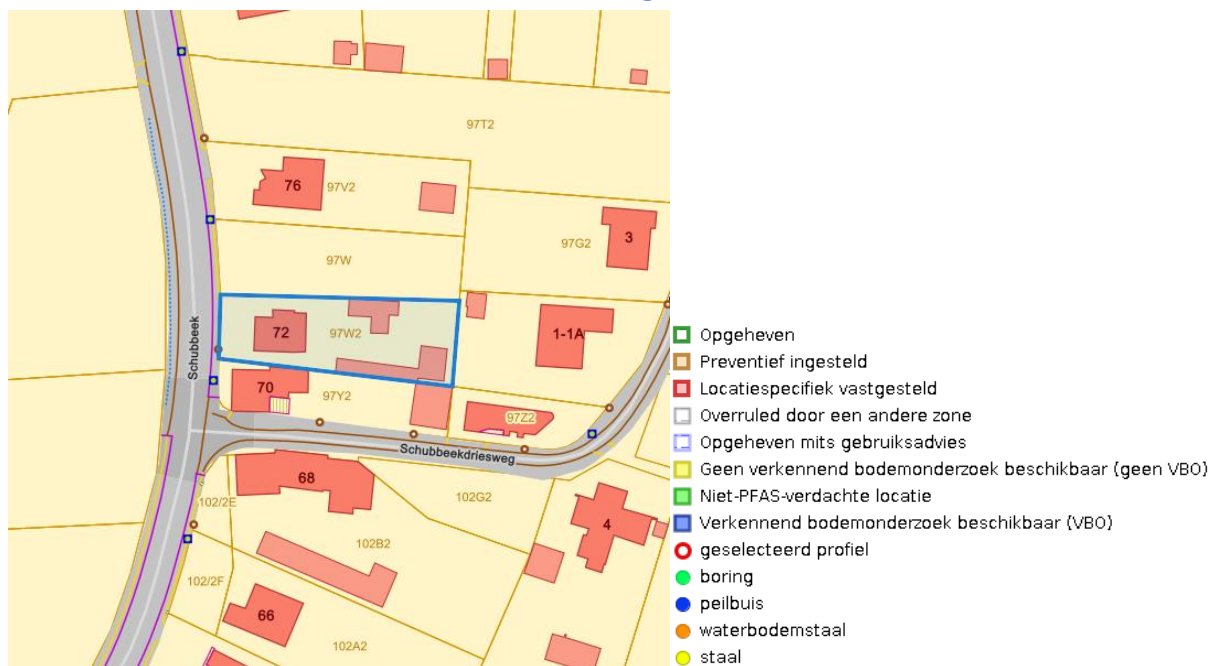 97T2
76
97V2
97W
97G2
3
72
97W2
1-1A
Schubbeek
70
97Y2
97Z2
Schubbeekdriesweg
68
102G2
102/2E
4
102B2
102/2F
66
102A2
Opgeheven
Preventief ingesteld
Locatiespecifiek vastgesteld
Overruled door een andere zone
Opgeheven mits gebruiksadvies
Geen verkennend bodemonderzoek beschikbaar (geen VBO)
Niet-PFAS-verdachte locatie
Verkennend bodemonderzoek beschikbaar (VBO)
geselecteerd profiel
boring
peilbuis
waterbodemstaal
staal